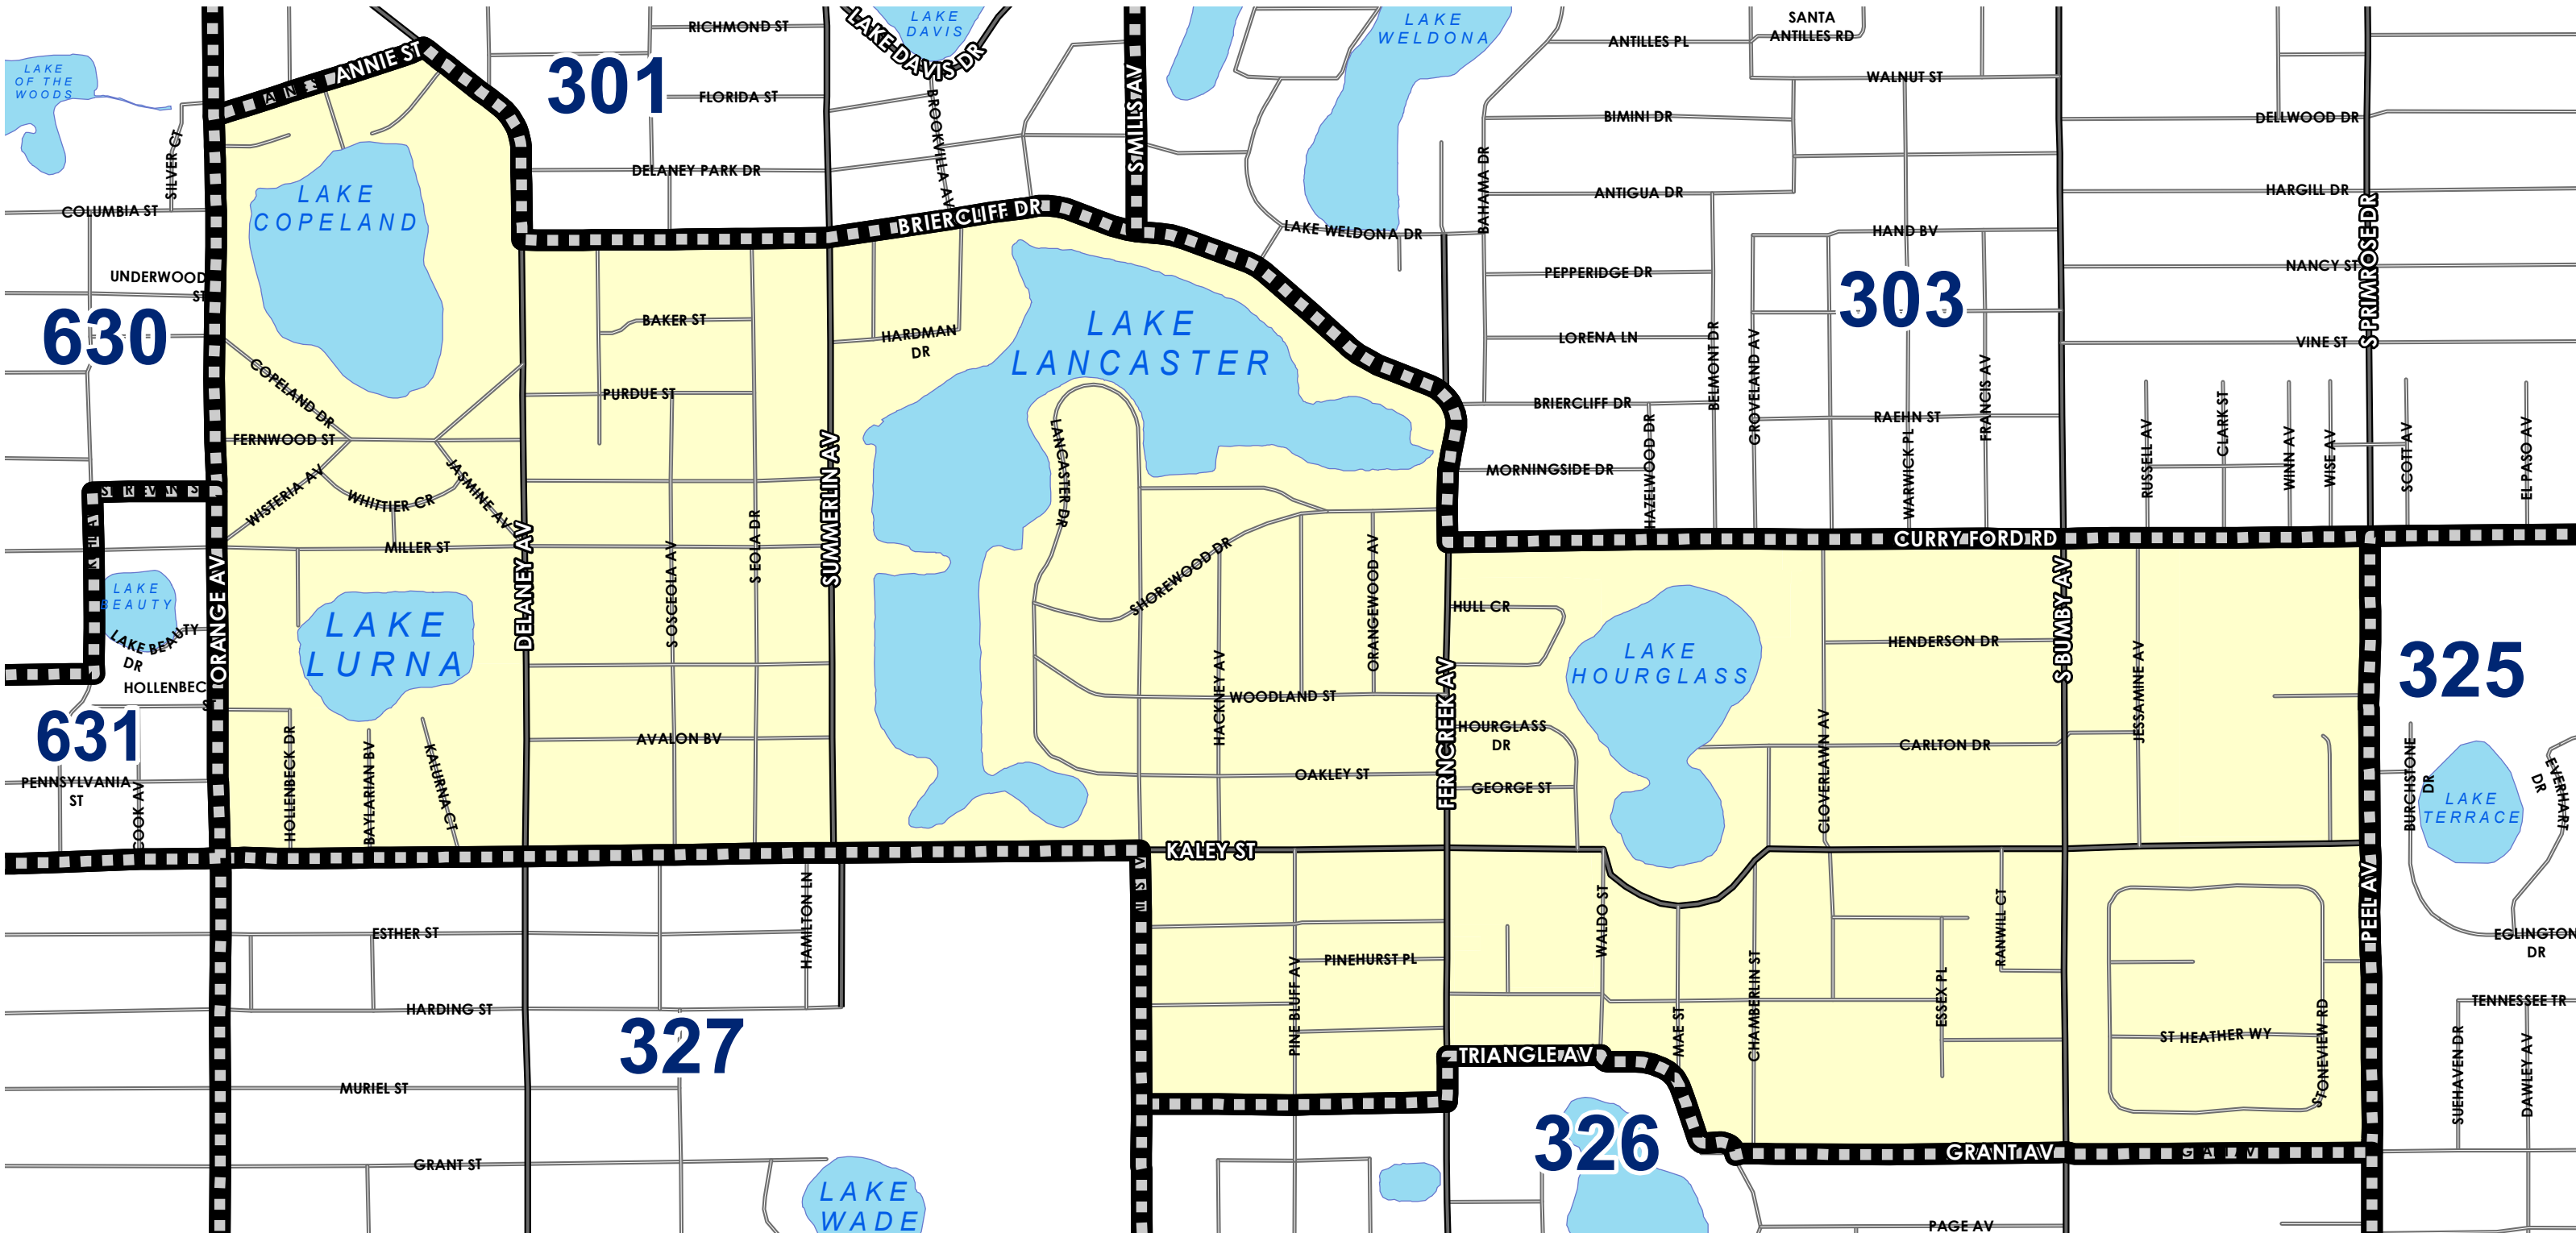 RICHMOND ST
LAKE
DAVIS
LAKE DAVIS DR
LAKE
WELDONA
SANTA
ANTILLES RD
ANTILLES PL
ANNIE ST
LAKE
OF THE
WOODS
301
FLORIDA ST
BROOKVILLA AV
S MILLS AV
WALNUT ST
BIMINI DR
DELLWOOD DR
SILVER CT
DELANEY PARK DR
BAHAMA DR
ANTIGUA DR
HARGILL DR
LAKE
COPELAND
COLUMBIA ST
BRIERCLIFF DR
LAKE WELDONA DR
HAND BV
S PRIMROSE DR
UNDERWOOD
ST
PEPPERIDGE DR
NANCY ST
630
303
BAKER ST
HARDMAN
DR
LAKE
LANCASTER
LORENA LN
BELMONT DR
GROVELAND AV
FRANCIS AV
VINE ST
COPELAND DR
PURDUE ST
BRIERCLIFF DR
RAEHN ST
FERNWOOD ST
LANCASTER DR
HAZELWOOD DR
WARWICK PL
RUSSELL AV
CLARK ST
WINN AV
WISE AV
SCOTT AV
EL PASO AV
WISTERIA AV
WHITTIER CR
JASMINE AV
SUMMERLIN AV
MORNINGSIDE DR
MILLER ST
DELANEY AV
S OSCEOLA AV
S EOLA DR
SHOREWOOD DR
ORANGEWOOD AV
CURRY FORD RD
LAKE
BEAUTY
LAKE BEAUTY
DR
ORANGE AV
LAKE
LURNA
HULL CR
LAKE
HOURGLASS
HENDERSON DR
S BUMBY AV
JESSAMINE AV
325
HOLLENBEC
631
HACKNEY AV
WOODLAND ST
FERNCREEK AV
HOURGLASS
DR
CLOVERLAWN AV
CARLTON DR
HOLLENBECK DR
BAYLARIAN BV
KALURNA CT
AVALON BV
OAKLEY ST
GEORGE ST
BURCHSTONE
DR
LAKE
TERRACE
EVERHART
DR
PENNSYLVANIA
ST
COOK AV
KALEY ST
PEEL AV
HAMILTON LN
ESTHER ST
WALDO ST
RANWILL CT
EGLINGTON
DR
PINEHURST PL
PINE BLUFF AV
CHAMBERLIN ST
ESSEX PL
HARDING ST
TENNESSEE TR
327
MAE ST
ST HEATHER WY
STONEVIEW RD
SUEHAVEN DR
DAWLEY AV
TRIANGLE AV
MURIEL ST
326
GRANT AV
GRANT ST
LAKE
WADE
PAGE AV